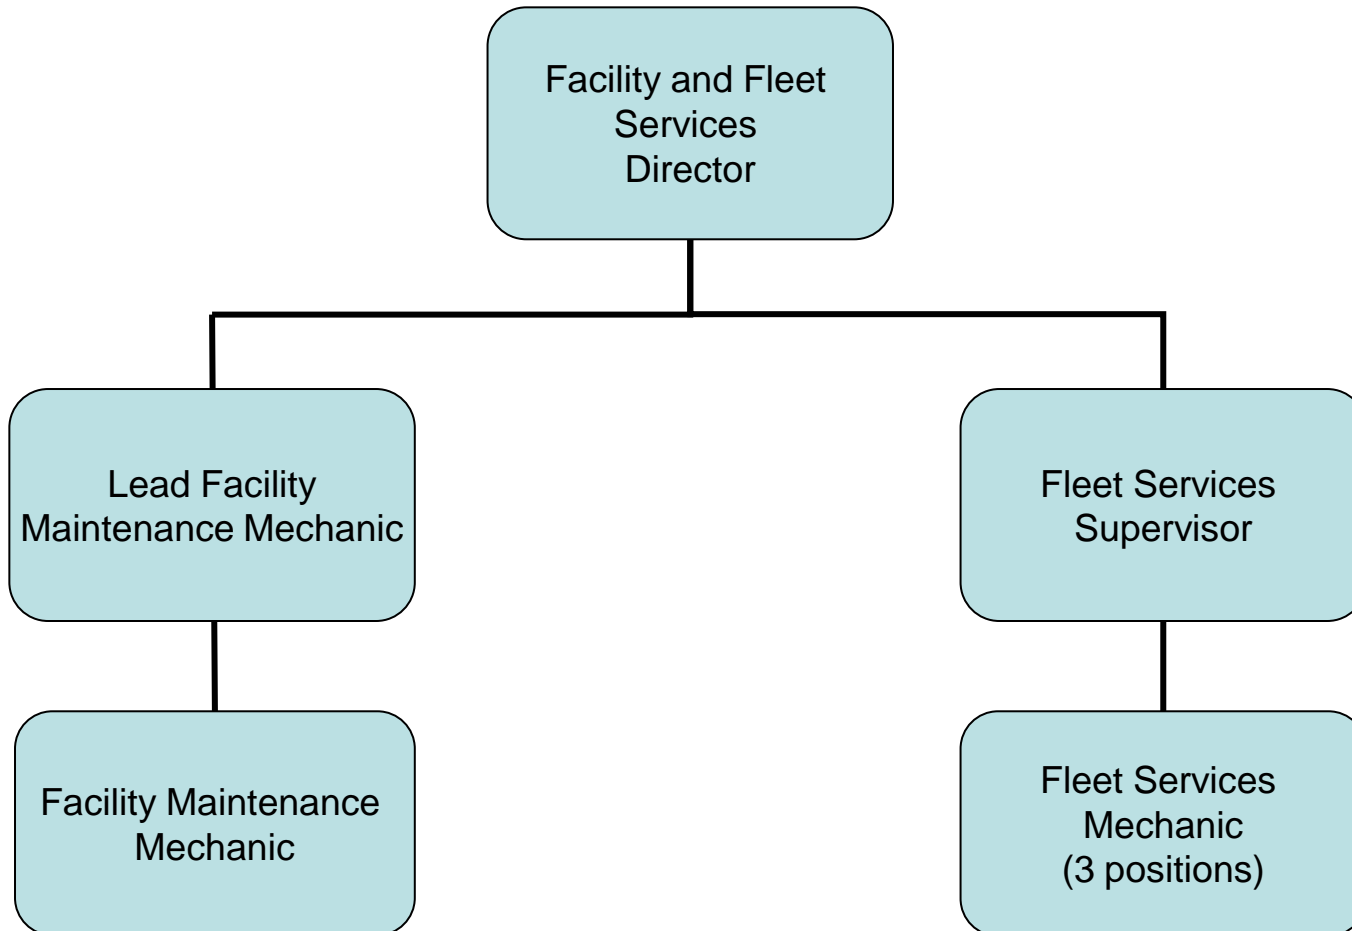 Facility and Fleet
Services
Director
Lead Facility
Maintenance Mechanic
Fleet Services
Supervisor
Facility Maintenance
Mechanic
Fleet Services
Mechanic
(3 positions)